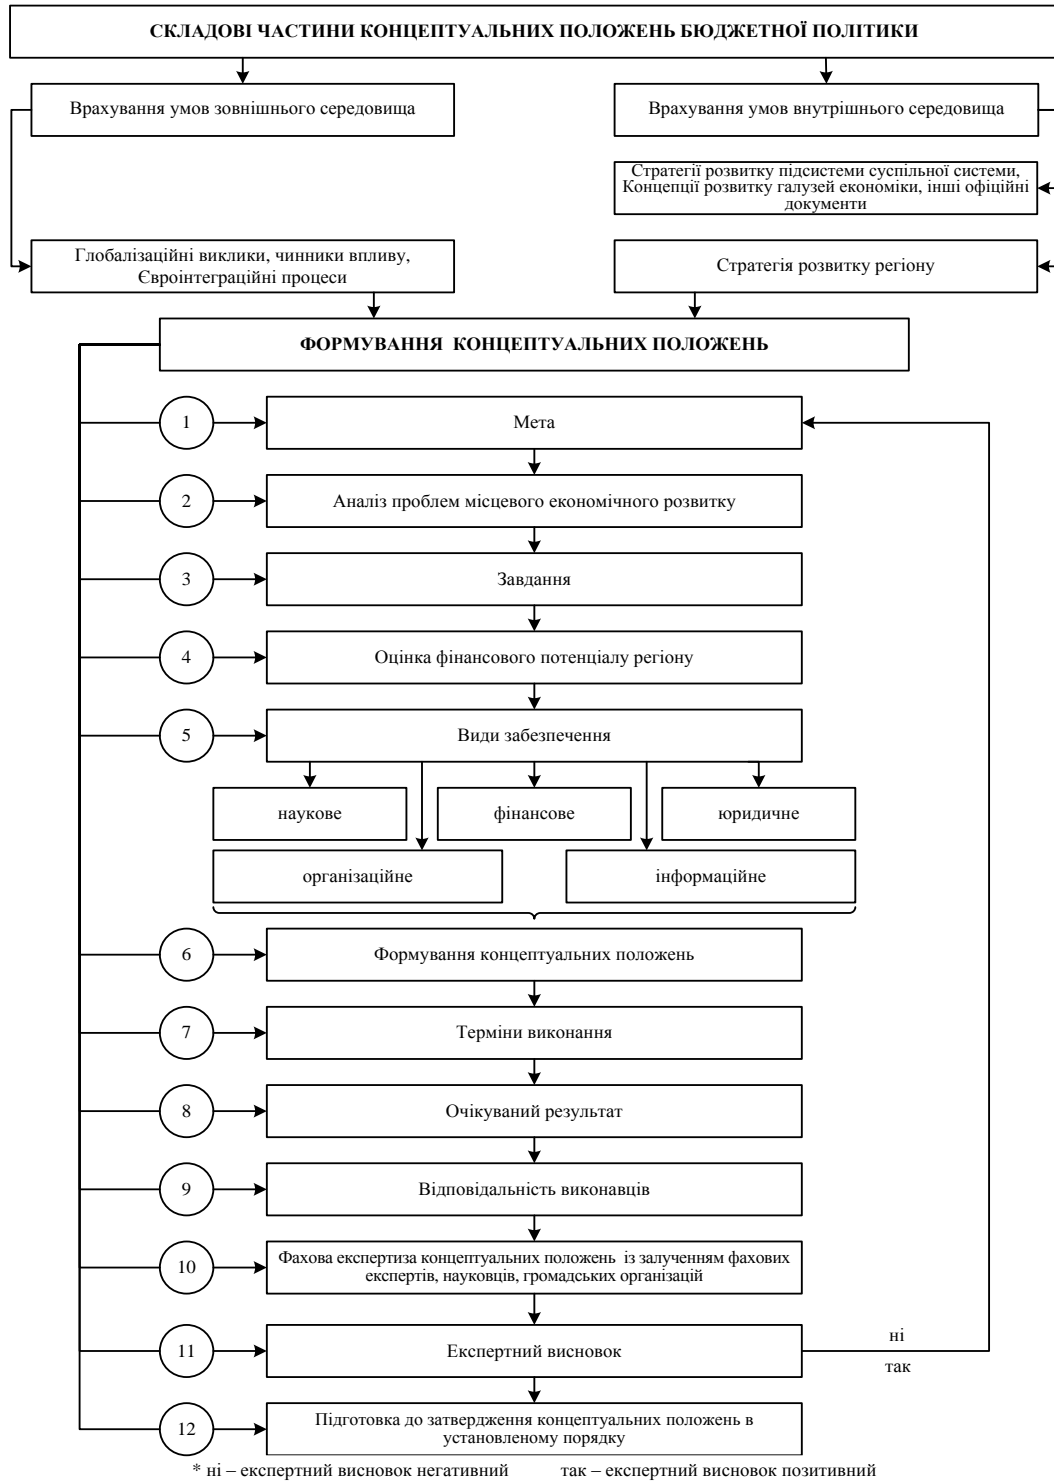 СКЛАДОВІ ЧАСТИНИ КОНЦЕПТУАЛЬНИХ ПОЛОЖЕНЬ БЮДЖЕТНОЇ ПОЛІТИКИ
Врахування умов зовнішнього середовища
Врахування умов внутрішнього середовища
Стратегії розвитку підсистеми суспільної системи,
Концепції розвитку галузей економіки, інші офіційні
документи
Глобалізаційні виклики, чинники впливу,
Євроінтеграційні процеси
Стратегія розвитку регіону
ФОРМУВАННЯ КОНЦЕПТУАЛЬНИХ ПОЛОЖЕНЬ
1 Мета
2 Аналіз проблем місцевого економічного розвитку
3 Завдання
4 Оцінка фінансового потенціалу регіону
5 Види забезпечення
наукове фінансове юридичне
організаційне інформаційне
6 Формування концептуальних положень
7 Терміни виконання
8 Очікуваний результат
9 Відповідальність виконавців
10 Фахова експертиза концептуальних положень із залученням фахових
експертів, науковців, громадських організацій
ні
11 Експертний висновок
так
12 Підготовка до затвердження концептуальних положень в
установленому порядку
* ні – експертний висновок негативний так – експертний висновок позитивний